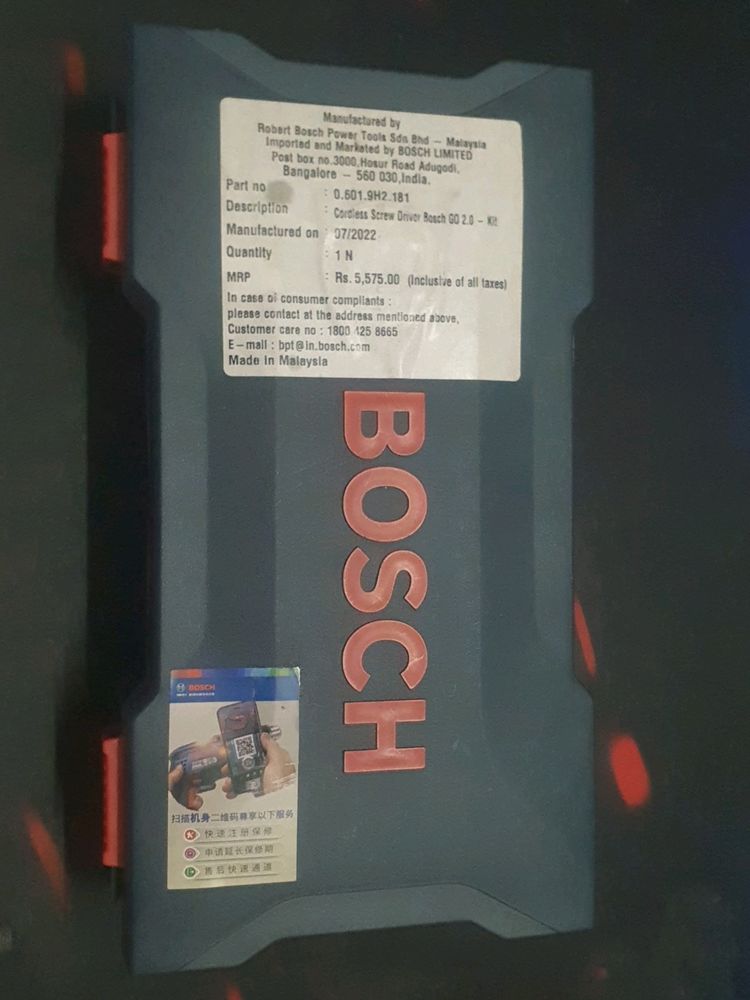 Manufactured by
Robert Bosch Power Tools Sdn Bhd - Malaysia
Imported and Marketed by BOSCH LIMITED
Post box no.3000,Hosur Road Adugodi,
Bangalore - 560 030,India.
Part no : 0.601.9H2.181
Description : Cordless Screw Driver Bosch GO 2.0 - Kit
Manufactured on : 07/2022
Quantity : 1 N
MRP : Rs. 5,575.00 (Inclusive of all taxes)
In case of consumer compliants :
please contact at the address mentioned above,
Customer care no : 1800 425 8665
E-mail : bpt@in.bosch.com
Made in Malaysia
BOSCH
BOSCH
扫描机身二维码尊享以下服务
快速注册保修
申请延长保修期
售后快速通道